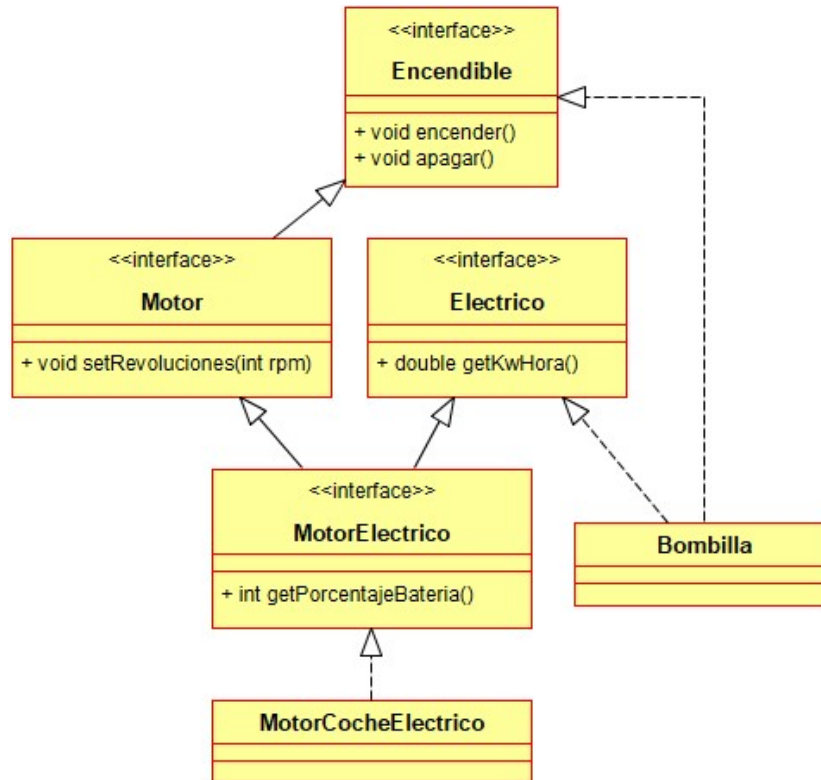 <<interface>>
Encendible
+ void encender()
+ void apagar()
<<interface>>
Motor
+ void setRevoluciones(int rpm)
<<interface>>
Electrico
+ double getKwHora()
<<interface>>
MotorElectrico
+ int getPorcentajeBateria()
Bombilla
MotorCocheElectrico